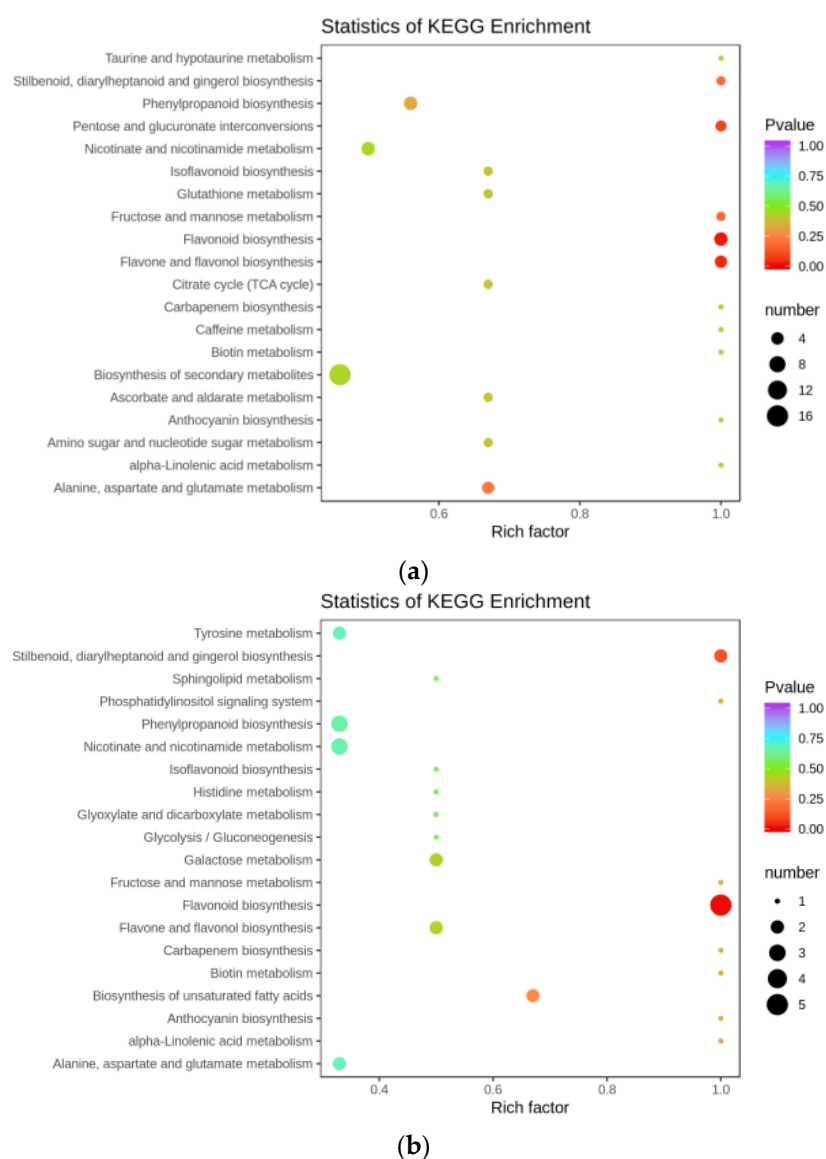 Statistics of KEGG Enrichment
Taurine and hypotaurine metabolism
Stilbenoid, diarylheptanoid and gingerol biosynthesis
Phenylpropanoid biosynthesis
Pentose and glucuronate interconversions
Nicotinate and nicotinamide metabolism
Isoflavonoid biosynthesis
Glutathione metabolism
Fructose and mannose metabolism
Flavonoid biosynthesis
Flavone and flavonol biosynthesis
Citrate cycle (TCA cycle)
Carbapenem biosynthesis
Caffeine metabolism
Biotin metabolism
Biosynthesis of secondary metabolites
Ascorbate and aldarate metabolism
Anthocyanin biosynthesis
Amino sugar and nucleotide sugar metabolism
alpha-Linolenic acid metabolism
Alanine, aspartate and glutamate metabolism
0.6 0.8 1.0
Rich factor
Pvalue
1.00
0.75
0.50
0.25
0.00
number
4
8
12
16
(a)
Statistics of KEGG Enrichment
Tyrosine metabolism
Stilbenoid, diarylheptanoid and gingerol biosynthesis
Sphingolipid metabolism
Phosphatidylinositol signaling system
Phenylpropanoid biosynthesis
Nicotinate and nicotinamide metabolism
Isoflavonoid biosynthesis
Histidine metabolism
Glyoxylate and dicarboxylate metabolism
Glycolysis / Gluconeogenesis
Galactose metabolism
Fructose and mannose metabolism
Flavonoid biosynthesis
Flavone and flavonol biosynthesis
Carbapenem biosynthesis
Biotin metabolism
Biosynthesis of unsaturated fatty acids
Anthocyanin biosynthesis
alpha-Linolenic acid metabolism
Alanine, aspartate and glutamate metabolism
0.4 0.6 0.8 1.0
Rich factor
Pvalue
1.00
0.75
0.50
0.25
0.00
number
1
2
3
4
5
(b)